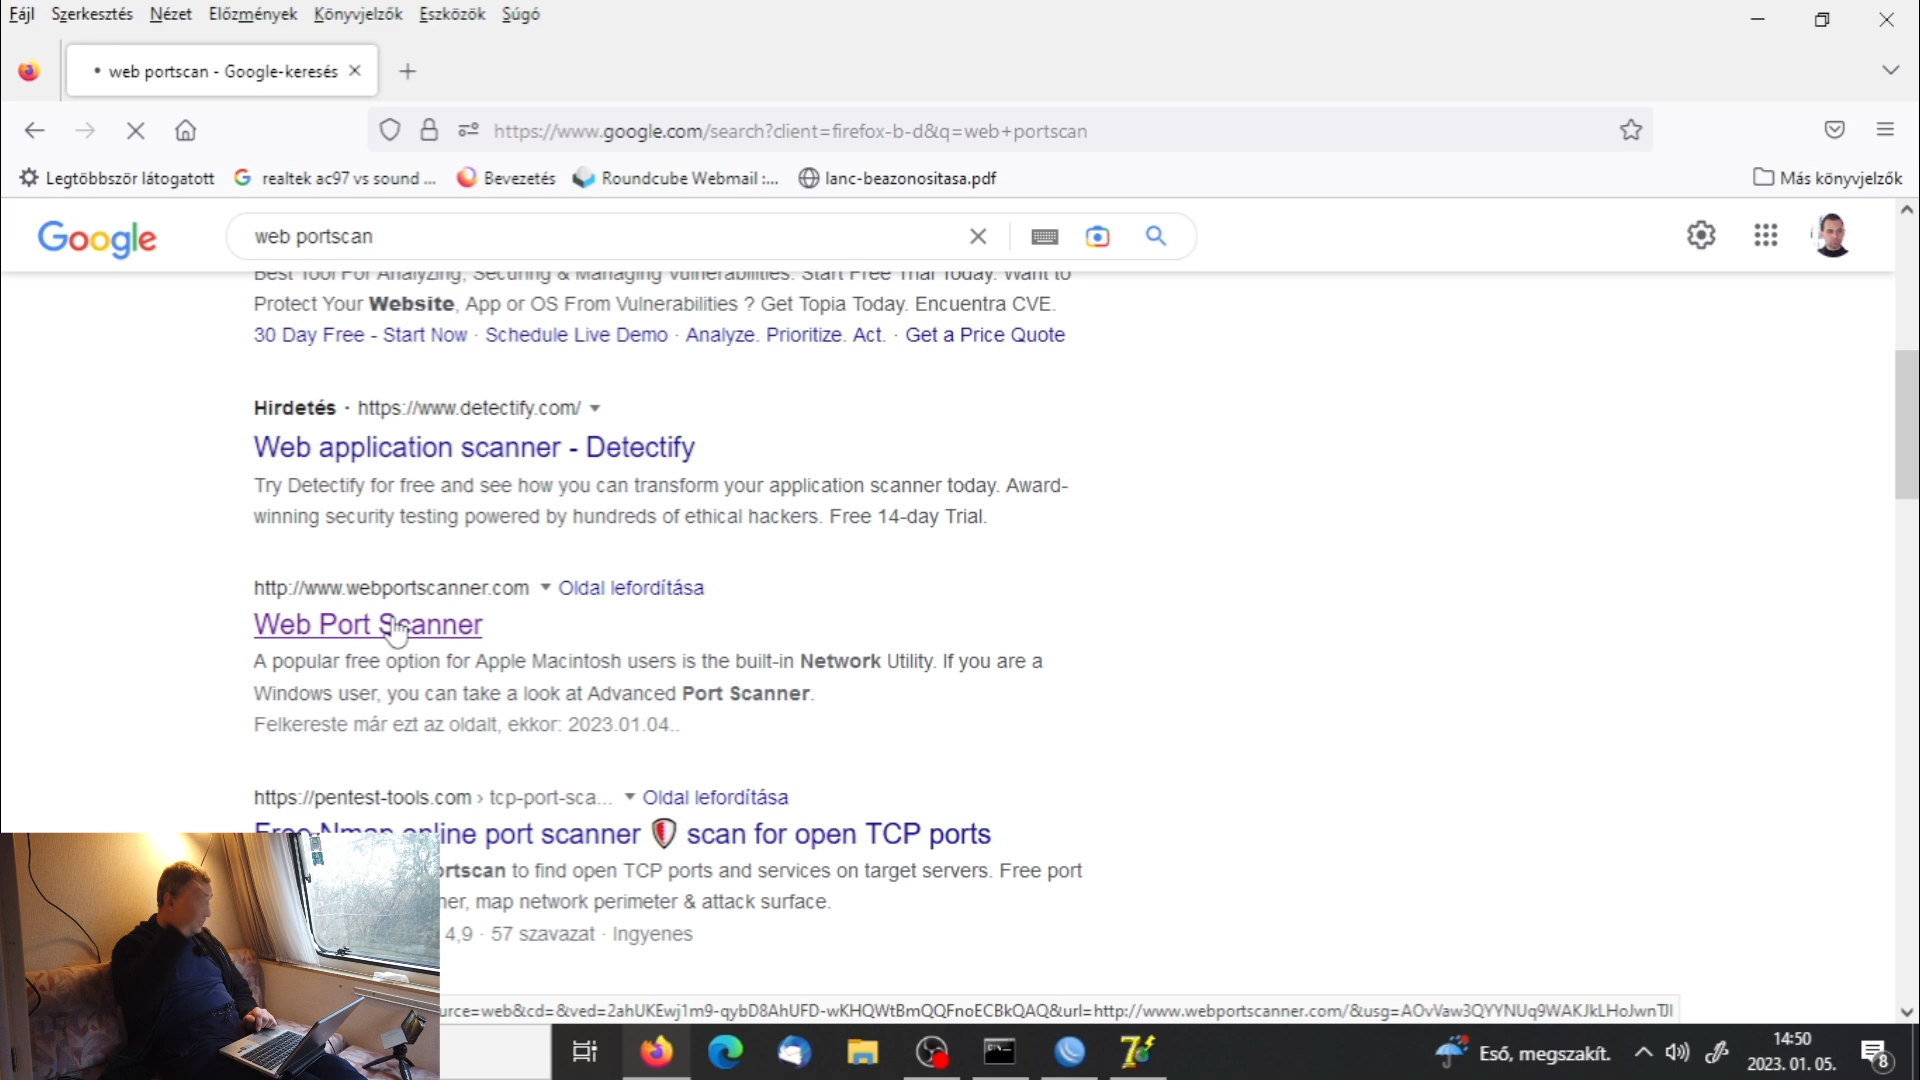 Fájl Szerkesztés Nézet Előzmények Könyvjelzők Eszközök Súgó
web portscan - Google-keresés
https://www.google.com/search?client=firefox-b-d&q=web+portscan
Legtöbbször látogatott realtek ac97 vs sound ... Bevezetés Roundcube Webmail :... lanc-beazonositasa.pdf Más könyvjelzők
Google web portscan
Best Tool For Analyzing, Securing & Managing Vulnerabilities. Start Free Trial Today. Want to
Protect Your Website, App or OS From Vulnerabilities ? Get Topia Today. Encuentra CVE.
30 Day Free - Start Now · Schedule Live Demo · Analyze. Prioritize. Act. · Get a Price Quote
Hirdetés · https://www.detectify.com/
Web application scanner - Detectify
Try Detectify for free and see how you can transform your application scanner today. Award-
winning security testing powered by hundreds of ethical hackers. Free 14-day Trial.
http://www.webportscanner.com Oldal lefordítása
Web Port Scanner
A popular free option for Apple Macintosh users is the built-in Network Utility. If you are a
Windows user, you can take a look at Advanced Port Scanner.
Felkereste már ezt az oldalt, ekkor: 2023.01.04..
https://pentest-tools.com › tcp-port-sca... Oldal lefordítása
Free Nmap online port scanner scan for open TCP ports
ortscan to find open TCP ports and services on target servers. Free port
ner, map network perimeter & attack surface.
4,9 · 57 szavazat · Ingyenes
urce=web&cd=&ved=2ahUKEwj1m9-qybD8AhUFD-wKHQWtBmQQFnoECBkQAQ&url=http://www.webportscanner.com/&usg=AOvVaw3QYYNUq9WAKJkLHoJwnTJl
Eső, megszakít. 14:50
2023. 01. 05. 8